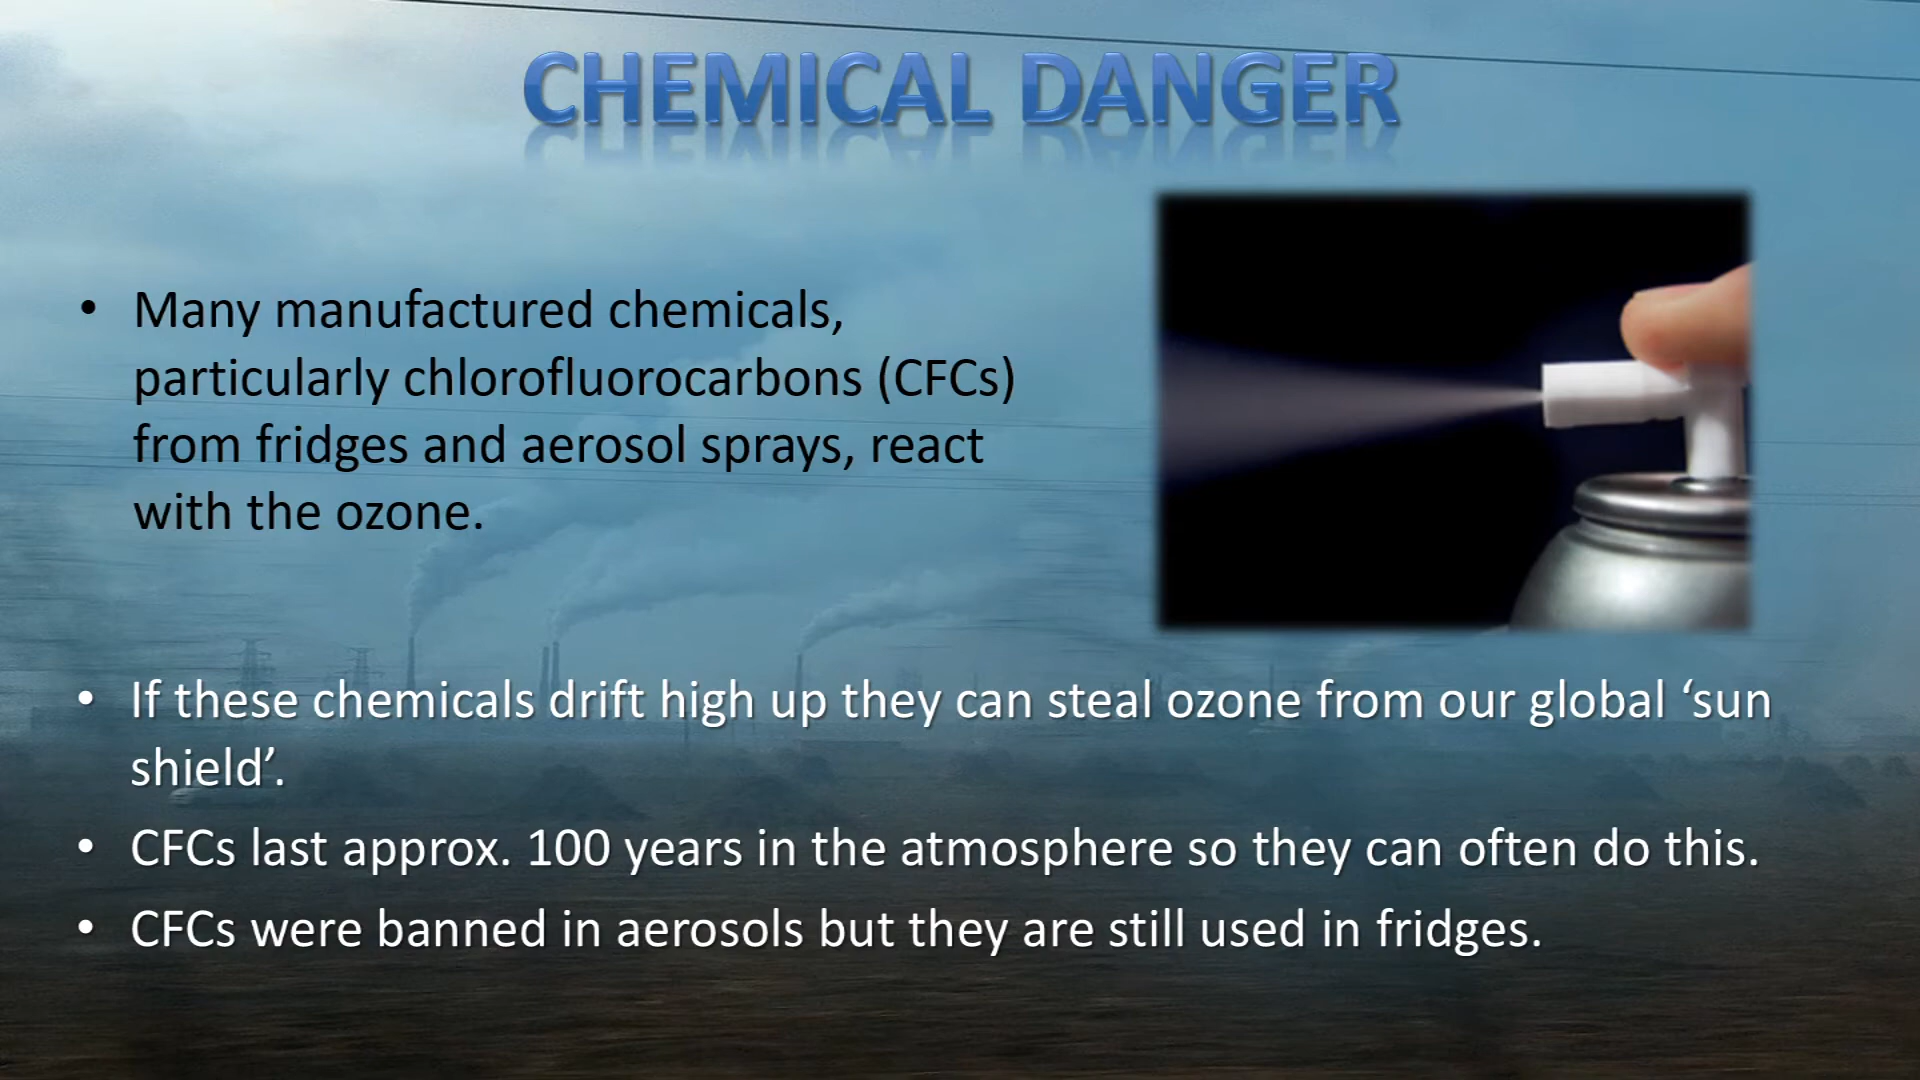 CHEMICAL DANGER
• Many manufactured chemicals,
particularly chlorofluorocarbons (CFCs)
from fridges and aerosol sprays, react
with the ozone.
• If these chemicals drift high up they can steal ozone from our global ‘sun
shield’.
• CFCs last approx. 100 years in the atmosphere so they can often do this.
• CFCs were banned in aerosols but they are still used in fridges.